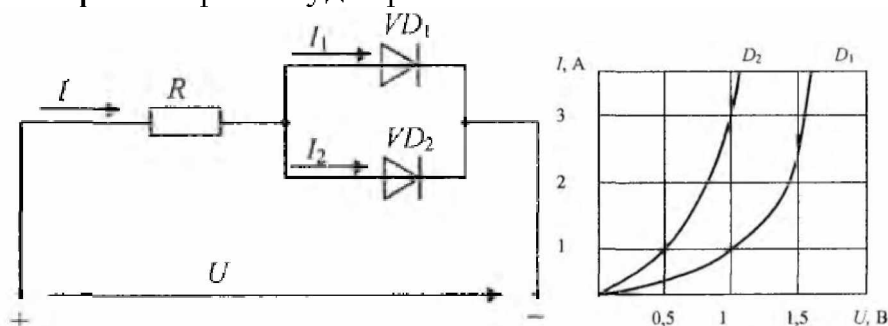 VD1
I1
I
R
VD2
I2
U
+
−
I, А
D2
D1
3
2
1
0,5
1
1,5
U, В